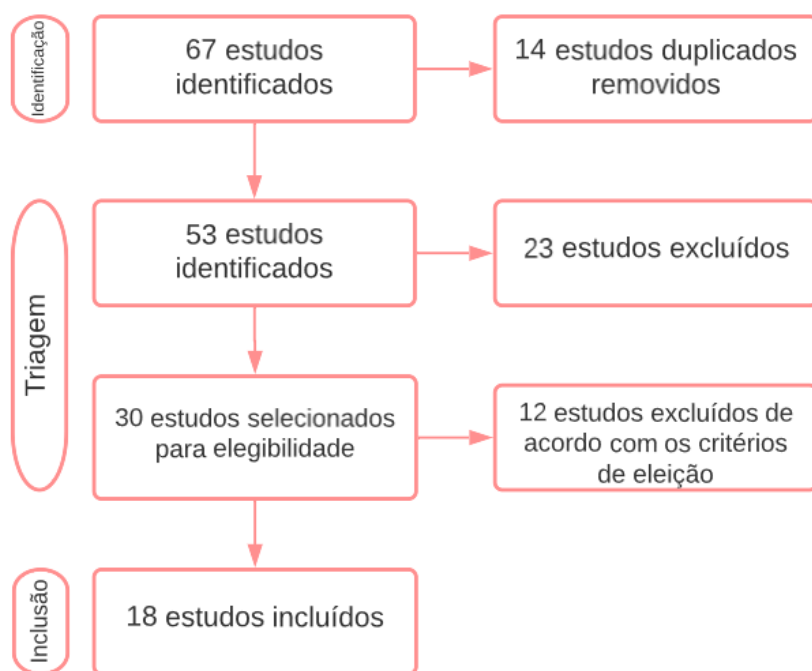 Identificação
67 estudos
identificados
14 estudos duplicados
removidos
Triagem
53 estudos
identificados
23 estudos excluídos
30 estudos selecionados
para elegibilidade
12 estudos excluídos de
acordo com os critérios
de eleição
Inclusão
18 estudos incluídos